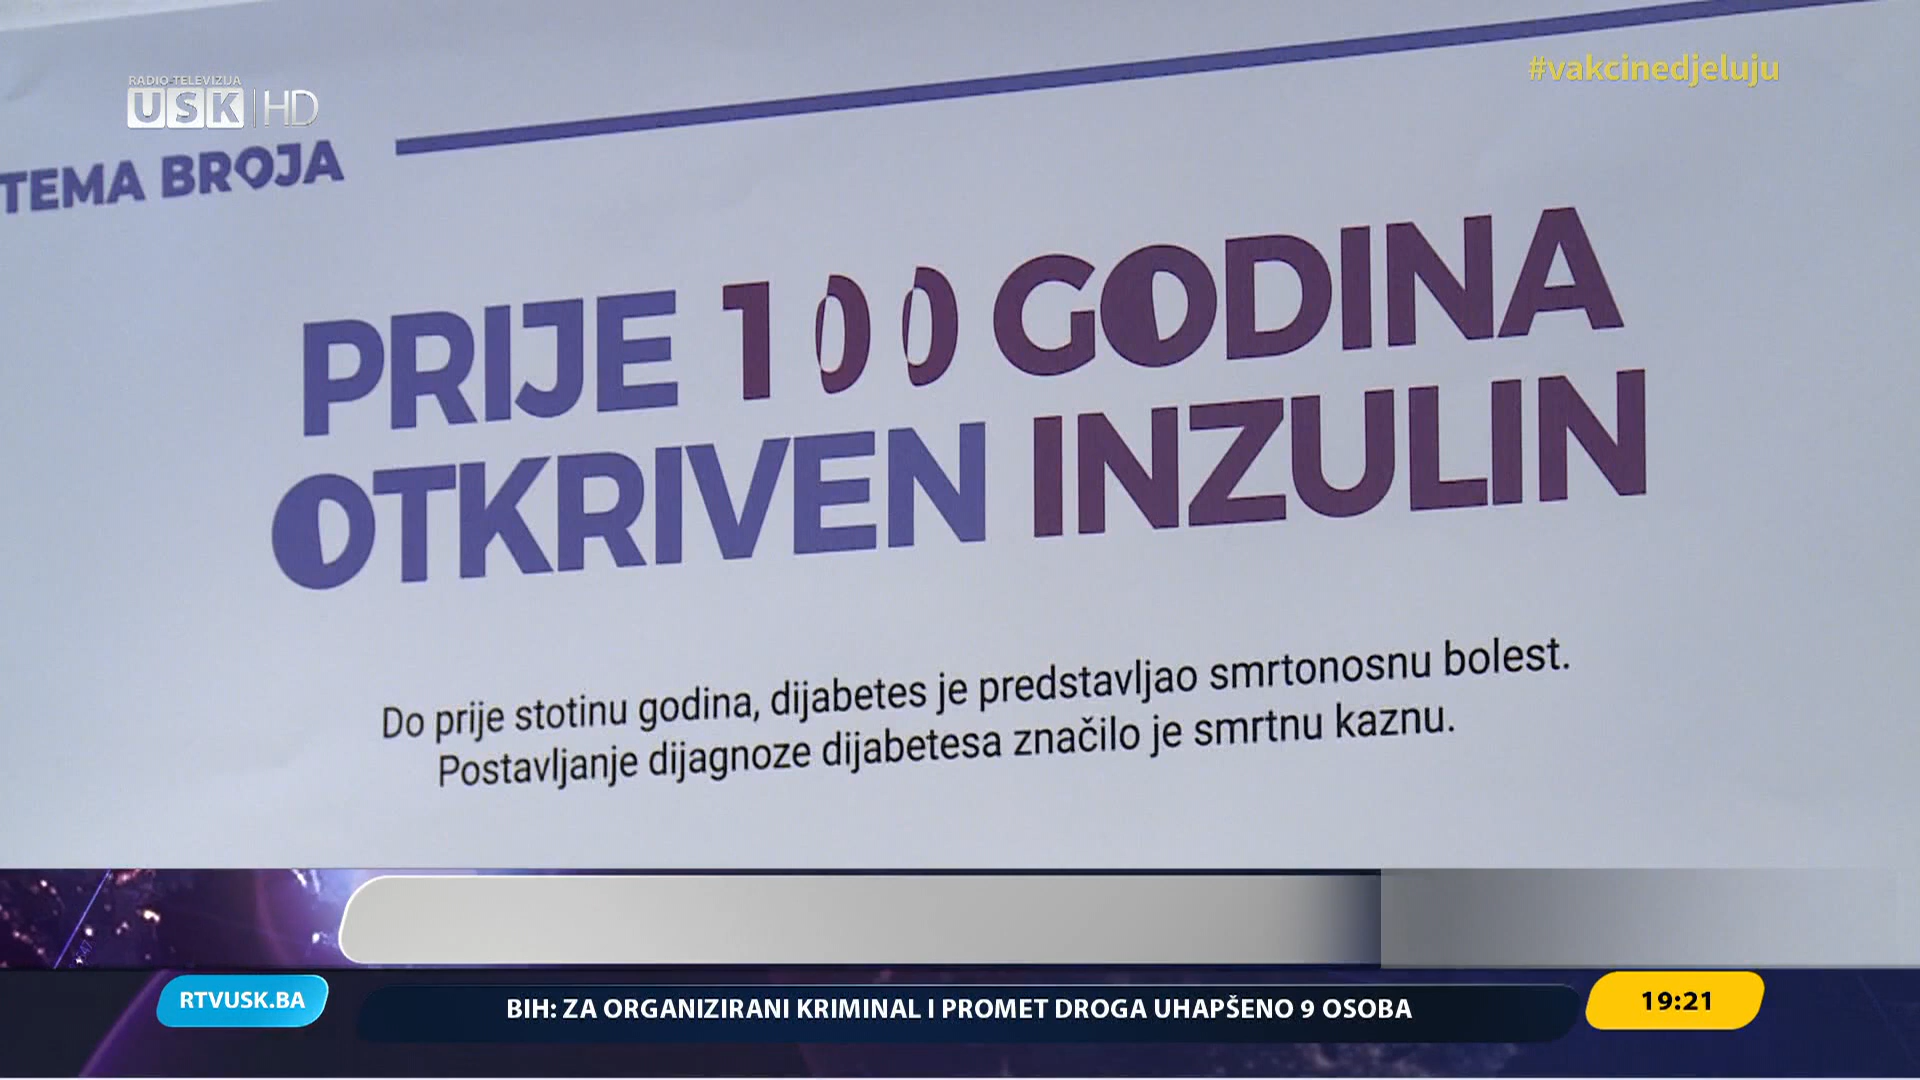 RADIO-TELEVIZIJA
USK HD
#vakcinedjeluju
TEMA BROJA
PRIJE 100 GODINA
OTKRIVEN INZULIN
Do prije stotinu godina, dijabetes je predstavljao smrtonosnu bolest.
Postavljanje dijagnoze dijabetesa značilo je smrtnu kaznu.
RTVUSK.BA
BIH: ZA ORGANIZIRANI KRIMINAL I PROMET DROGA UHAPŠENO 9 OSOBA
19:21